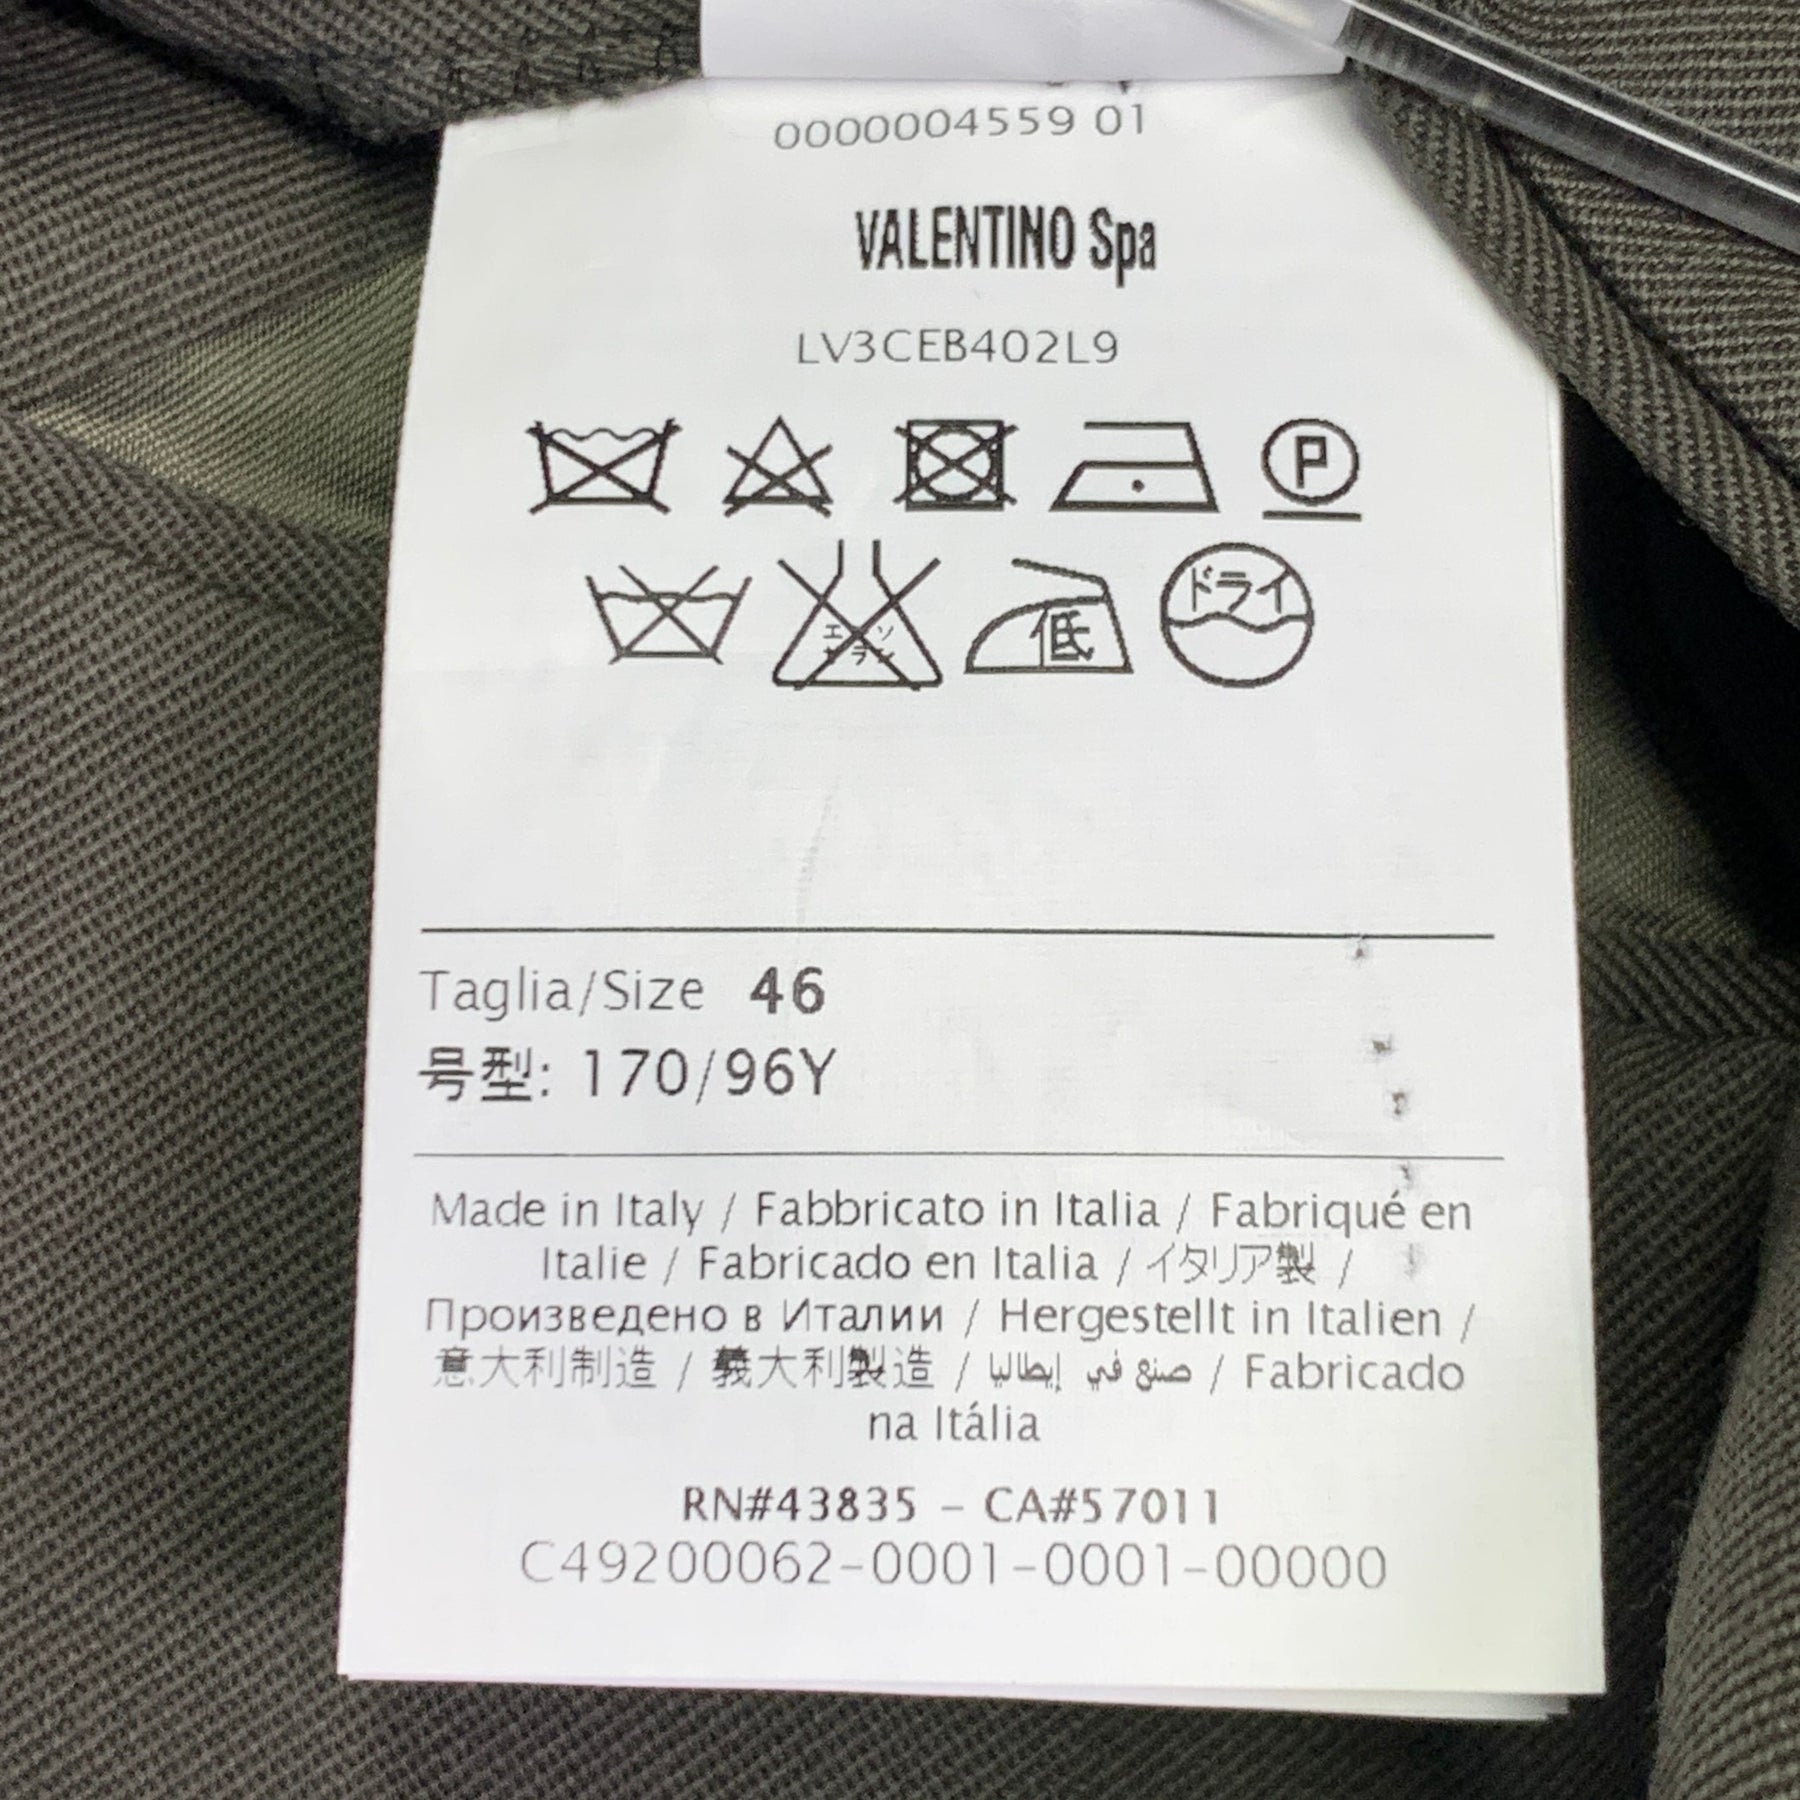 0000004559 01
VALENTINO Spa
LV3CEB402L9
P
エンソ
低
ドライ
Taglia/Size 46
号型: 170/96Y
Made in Italy / Fabbricato in Italia / Fabriqué en
Italie / Fabricado en Italia / イタリア製 /
Произведено в Италии / Hergestellt in Italien /
意大利制造 / 義大利製造 / صنع في إيطاليا / Fabricado
na Itália
RN#43835 – CA#57011
C49200062-0001-0001-00000